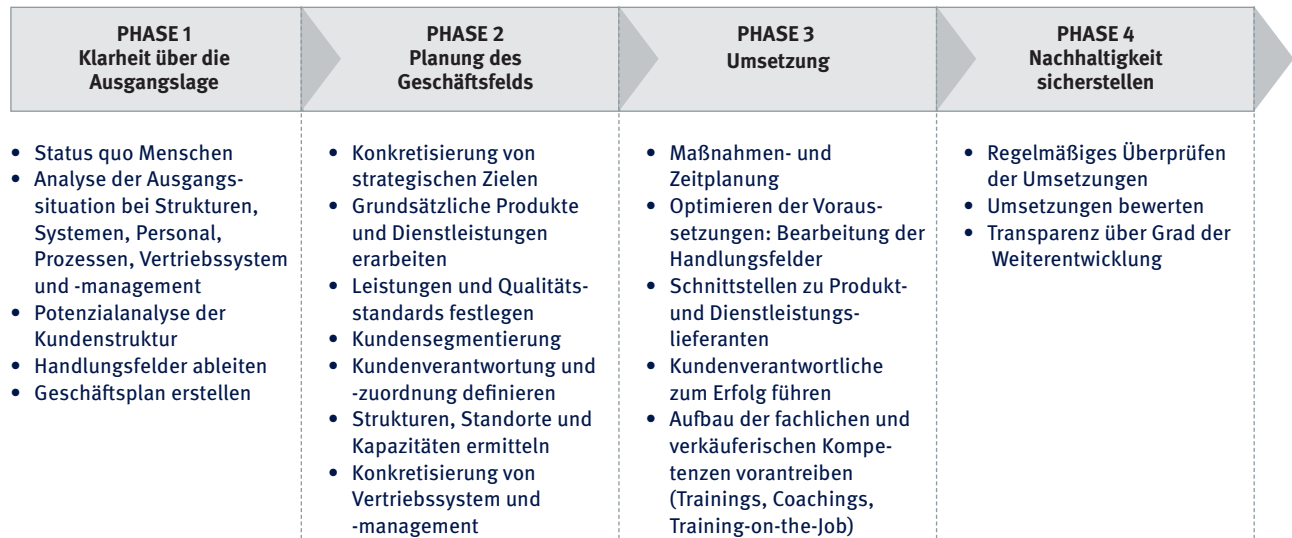 PHASE 1
Klarheit über die
Ausgangslage
• Status quo Menschen
• Analyse der Ausgangs-
situation bei Strukturen,
Systemen, Personal,
Prozessen, Vertriebssystem
und -management
• Potenzialanalyse der
Kundenstruktur
• Handlungsfelder ableiten
• Geschäftsplan erstellen
PHASE 2
Planung des
Geschäftsfelds
• Konkretisierung von
strategischen Zielen
• Grundsätzliche Produkte
und Dienstleistungen
erarbeiten
• Leistungen und Qualitäts-
standards festlegen
• Kundensegmentierung
• Kundenverantwortung und
-zuordnung definieren
• Strukturen, Standorte und
Kapazitäten ermitteln
• Konkretisierung von
Vertriebssystem und
-management
PHASE 3
Umsetzung
• Maßnahmen- und
Zeitplanung
• Optimieren der Voraus-
setzungen: Bearbeitung der
Handlungsfelder
• Schnittstellen zu Produkt-
und Dienstleistungs-
lieferanten
• Kundenverantwortliche
zum Erfolg führen
• Aufbau der fachlichen und
verkäuferischen Kompe-
tenzen vorantreiben
(Trainings, Coachings,
Training-on-the-Job)
PHASE 4
Nachhaltigkeit
sicherstellen
• Regelmäßiges Überprüfen
der Umsetzungen
• Umsetzungen bewerten
• Transparenz über Grad der
Weiterentwicklung